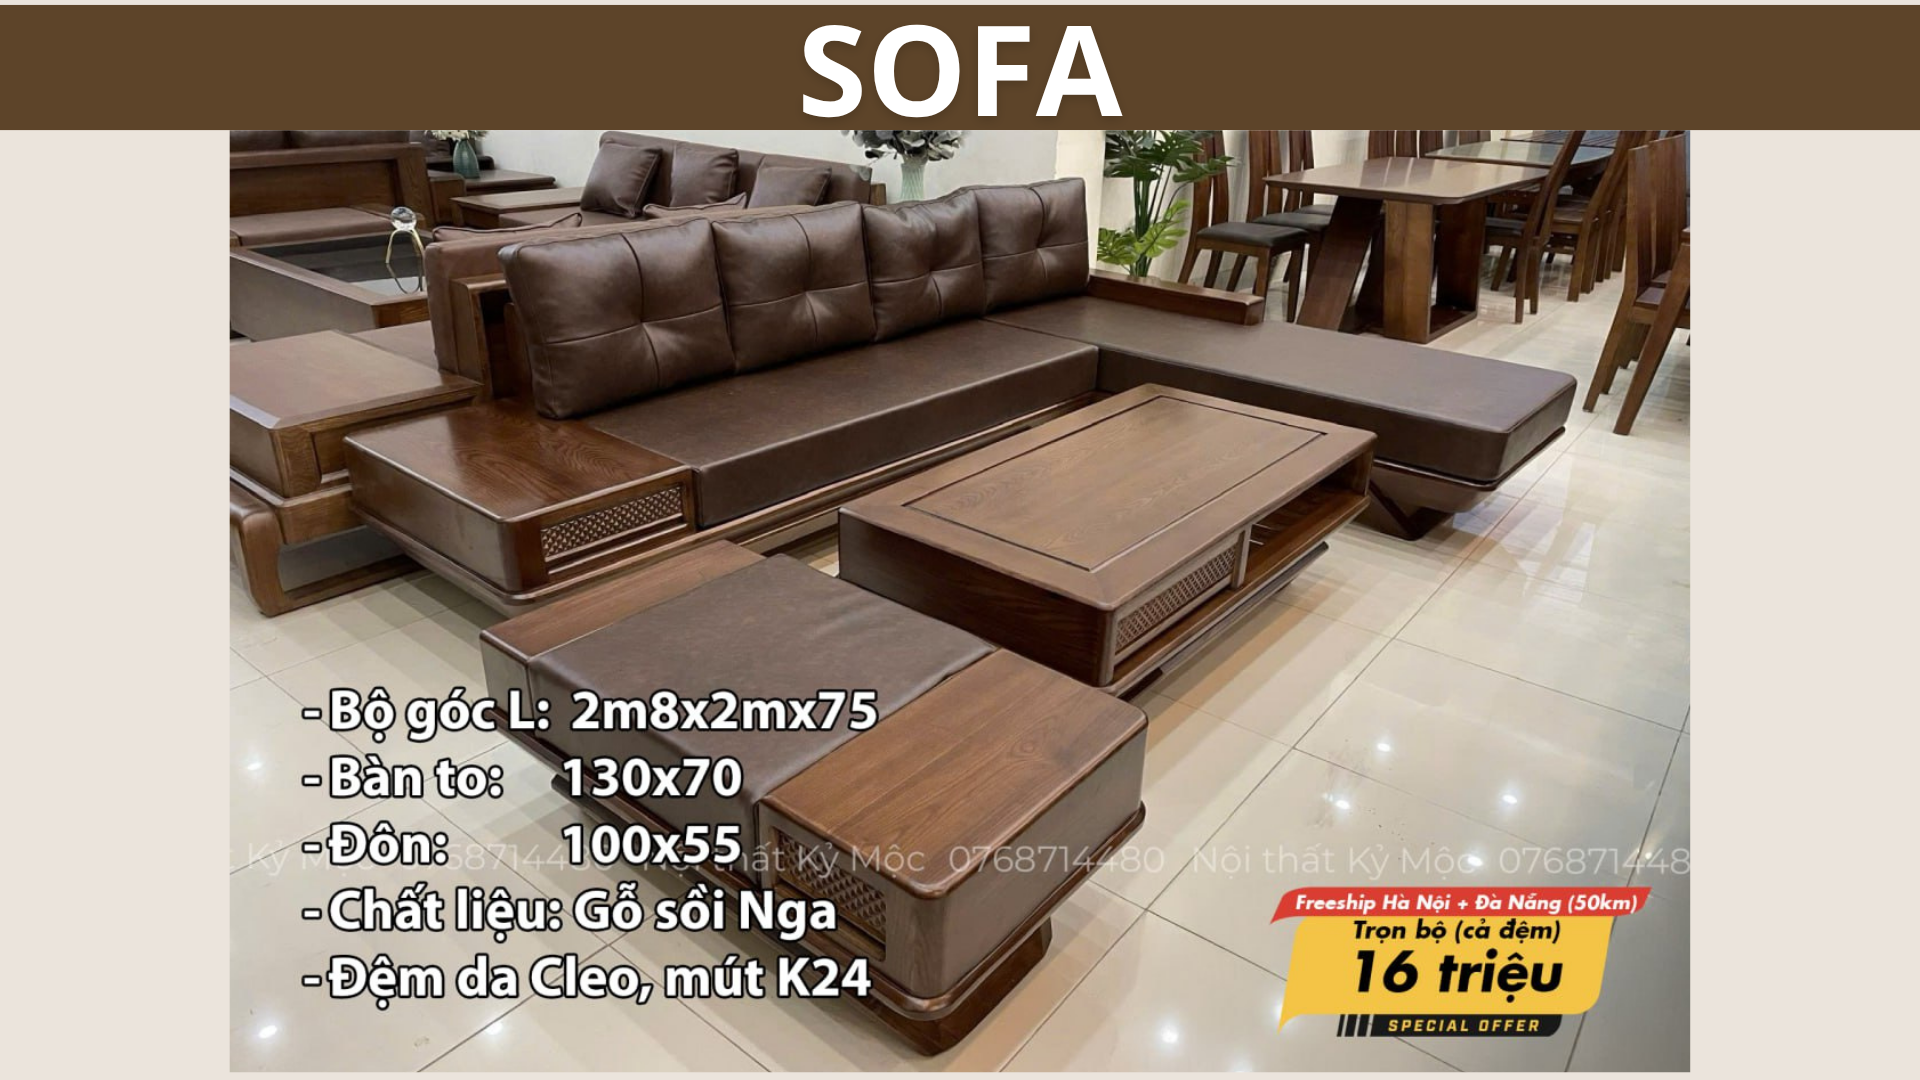 SOFA
- Bộ góc L: 2m8x2mx75
- Bàn to: 130x70
- Đôn: 100x55
Nội thất Kỷ Mộc 0768714480 Nội thất Kỷ Mộc 076871448
- Chất liệu: Gỗ sồi Nga
- Đệm da Cleo, mút K24
Freeship Hà Nội + Đà Nẵng (50km)
Trọn bộ (cả đệm)
16 triệu
SPECIAL OFFER